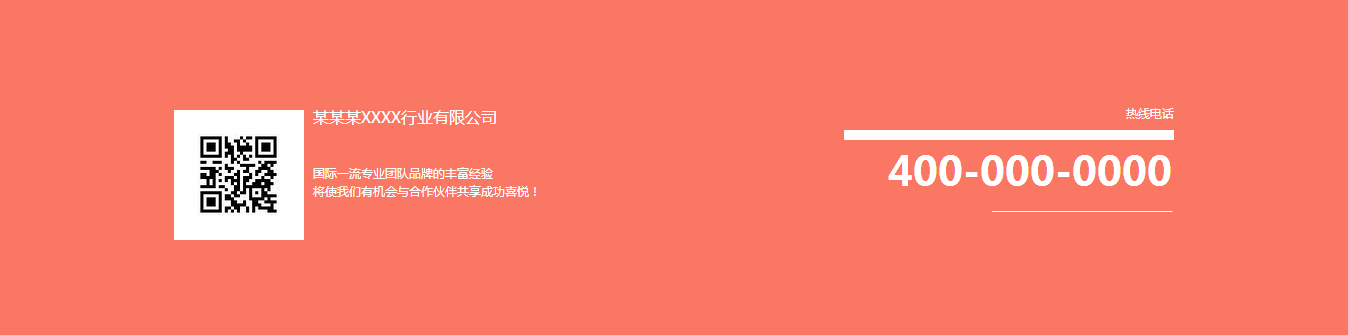 某某某XXXX行业有限公司
国际一流专业团队品牌的丰富经验
将使我们有机会与合作伙伴共享成功喜悦！
热线电话
400-000-0000